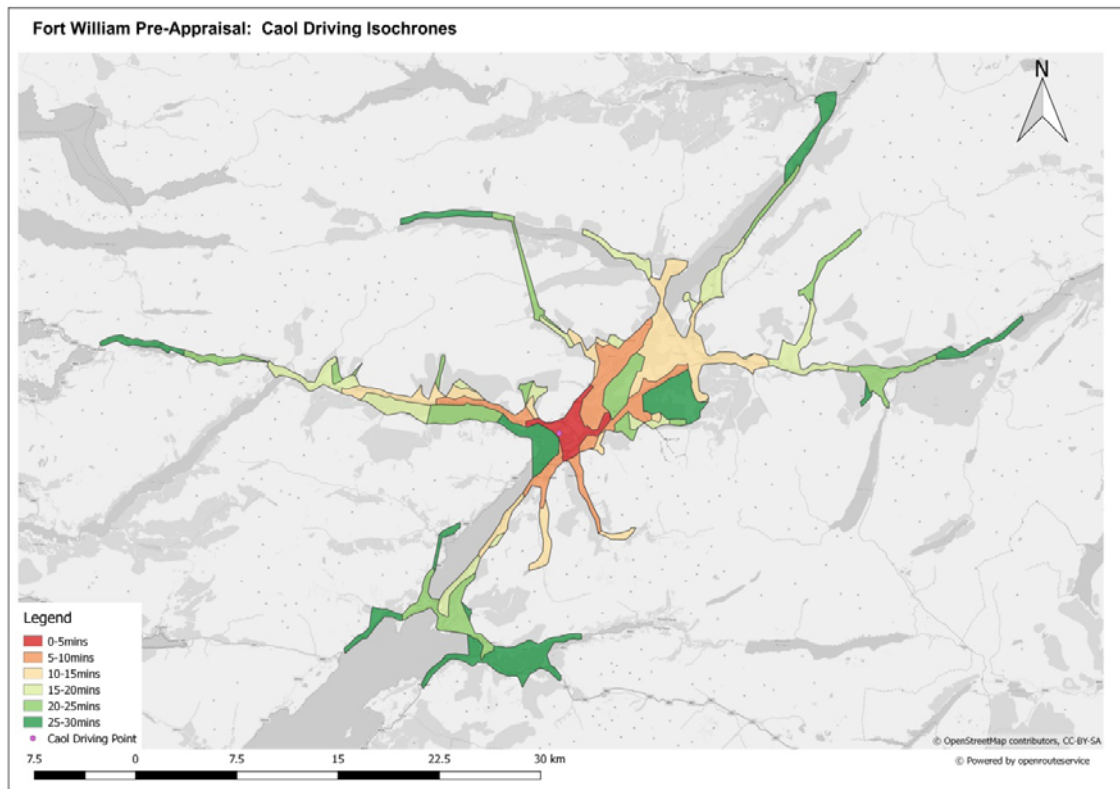 Fort William Pre-Appraisal: Caol Driving Isochrones
N
Legend
0-5mins
5-10mins
10-15mins
15-20mins
20-25mins
25-30mins
Caol Driving Point
© OpenStreetMap contributors, CC-BY-SA
© Powered by openrouteservice
7.5 0 7.5 15 22.5 30 km